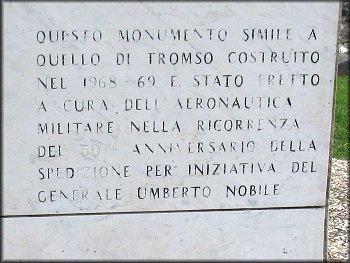 QUESTO MONUMENTO SIMILE A
QUELLO DI TROMSO COSTRUITO
NEL 1968-69 E STATO ERETTO
A CURA DELL'AERONAUTICA
MILITARE NELLA RICORRENZA
DEL 50MO ANNIVERSARIO DELLA
SPEDIZIONE PER INIZIATIVA DEL
GENERALE UMBERTO NOBILE